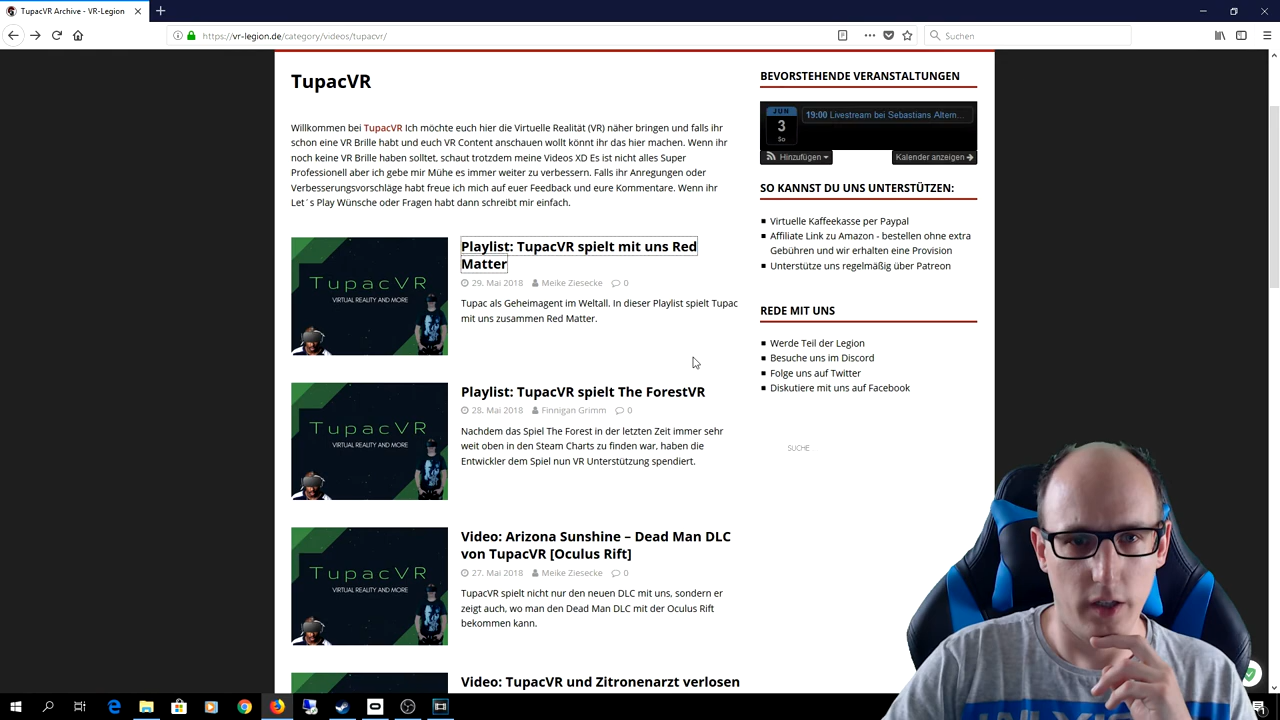 TupacVR Archive - VR-Legion
https://vr-legion.de/category/videos/tupacvr/
Suchen
TupacVR
Willkommen bei TupacVR Ich möchte euch hier die Virtuelle Realität (VR) näher bringen und falls ihr
schon eine VR Brille habt und euch VR Content anschauen wollt könnt ihr das hier machen. Wenn ihr
noch keine VR Brille haben solltet, schaut trotzdem meine Videos XD Es ist nicht alles Super
Professionell aber ich gebe mir Mühe es immer weiter zu verbessern. Falls ihr Anregungen oder
Verbesserungsvorschläge habt freue ich mich auf euer Feedback und eure Kommentare. Wenn ihr
Let´s Play Wünsche oder Fragen habt dann schreibt mir einfach.
TupacVR
VIRTUAL REALITY AND MORE
Playlist: TupacVR spielt mit uns Red
Matter
29. Mai 2018 Meike Ziesecke 0
Tupac als Geheimagent im Weltall. In dieser Playlist spielt Tupac
mit uns zusammen Red Matter.
TupacVR
VIRTUAL REALITY AND MORE
Playlist: TupacVR spielt The ForestVR
28. Mai 2018 Finnigan Grimm 0
Nachdem das Spiel The Forest in der letzten Zeit immer sehr
weit oben in den Steam Charts zu finden war, haben die
Entwickler dem Spiel nun VR Unterstützung spendiert.
TupacVR
VIRTUAL REALITY AND MORE
Video: Arizona Sunshine – Dead Man DLC
von TupacVR [Oculus Rift]
27. Mai 2018 Meike Ziesecke 0
TupacVR spielt nicht nur den neuen DLC mit uns, sondern er
zeigt auch, wo man den Dead Man DLC mit der Oculus Rift
bekommen kann.
Video: TupacVR und Zitronenarzt verlosen
BEVORSTEHENDE VERANSTALTUNGEN
JUN
3
So
19:00 Livestream bei Sebastians Altern...
Hinzufügen
Kalender anzeigen
SO KANNST DU UNS UNTERSTÜTZEN:
Virtuelle Kaffeekasse per Paypal
Affiliate Link zu Amazon - bestellen ohne extra
Gebühren und wir erhalten eine Provision
Unterstütze uns regelmäßig über Patreon
REDE MIT UNS
Werde Teil der Legion
Besuche uns im Discord
Folge uns auf Twitter
Diskutiere mit uns auf Facebook
SUCHE